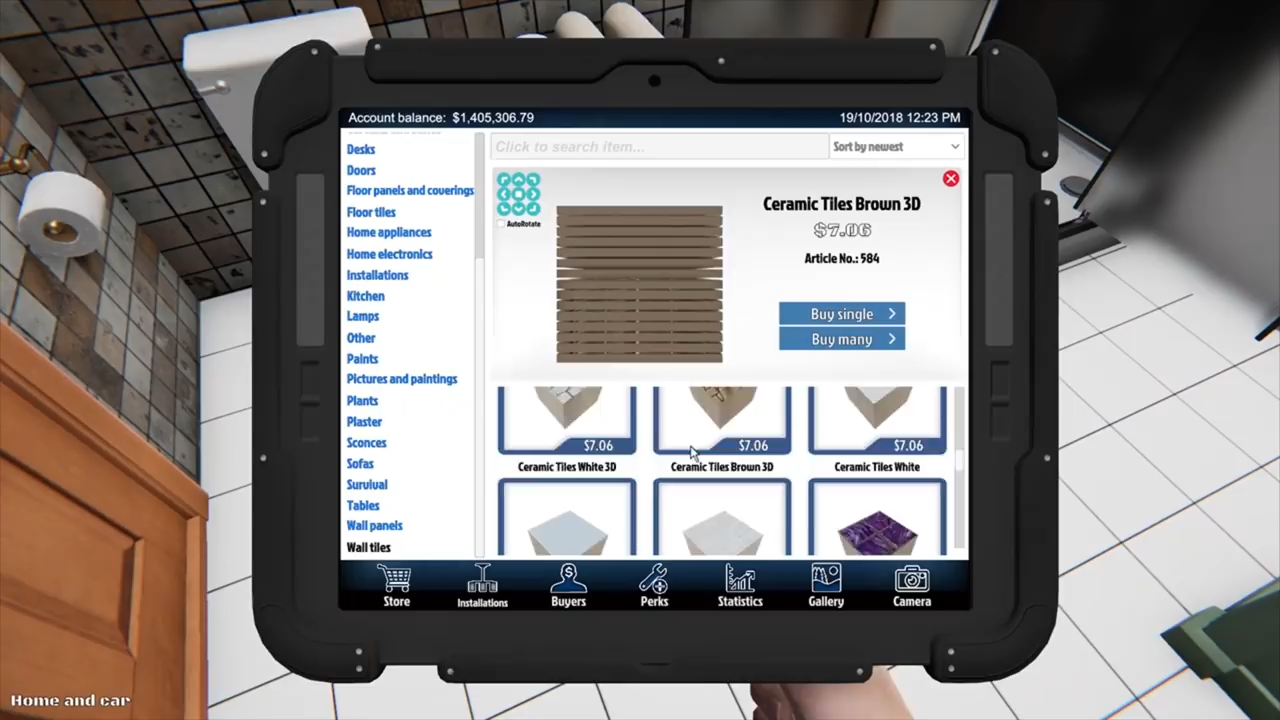 Account balance: $1,405,306.79
19/10/2018 12:23 PM
Desks
Doors
Floor panels and coverings
Floor tiles
Home appliances
Home electronics
Installations
Kitchen
Lamps
Other
Paints
Pictures and paintings
Plants
Plaster
Sconces
Sofas
Survival
Tables
Wall panels
Wall tiles
Click to search item...
Sort by newest
AutoRotate
Ceramic Tiles Brown 3D
$7.06
Article No.: 584
Buy single
Buy many
$7.06
$7.06
$7.06
Ceramic Tiles White 3D
Ceramic Tiles Brown 3D
Ceramic Tiles White
Store
Installations
Buyers
Perks
Statistics
Gallery
Camera
Home and car